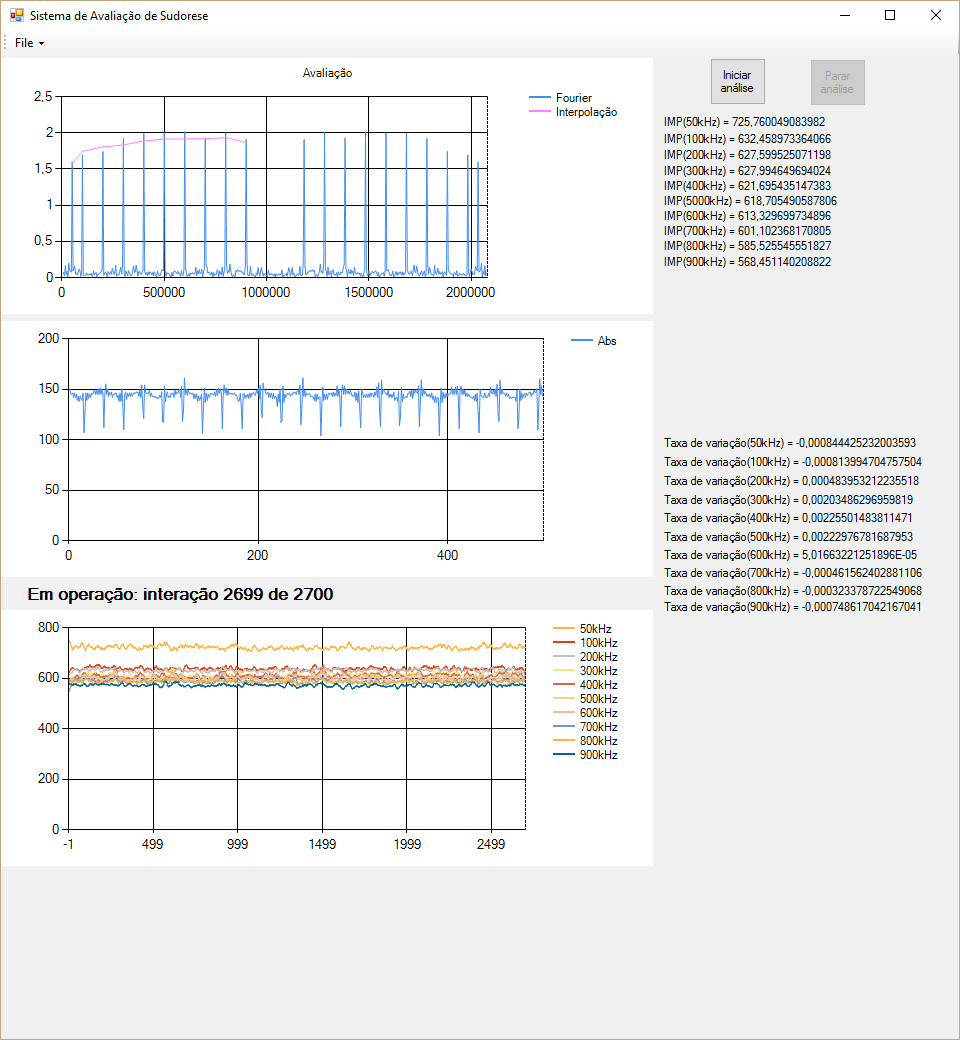 Sistema de Avaliação de Sudorese
File
Avaliação
2,5
2
1,5
1
0,5
0
0
500000
1000000
1500000
2000000
Fourier
Interpolação
200
150
100
50
0
0
200
400
Abs
Em operação: interação 2699 de 2700
800
600
400
200
0
-1
499
999
1499
1999
2499
50kHz
100kHz
200kHz
300kHz
400kHz
500kHz
600kHz
700kHz
800kHz
900kHz
Iniciar
análise
Parar
análise
IMP(50kHz) = 725,760049083982
IMP(100kHz) = 632,458973364066
IMP(200kHz) = 627,599525071198
IMP(300kHz) = 627,994649694024
IMP(400kHz) = 621,695435147383
IMP(5000kHz) = 618,705490587806
IMP(600kHz) = 613,329699734896
IMP(700kHz) = 601,102368170805
IMP(800kHz) = 585,525545551827
IMP(900kHz) = 568,451140208822
Taxa de variação(50kHz) = -0,000844425232003593
Taxa de variação(100kHz) = -0,000813994704757504
Taxa de variação(200kHz) = 0,000483953212235518
Taxa de variação(300kHz) = 0,00203486296959819
Taxa de variação(400kHz) = 0,00225501483811471
Taxa de variação(500kHz) = 0,00222976781687953
Taxa de variação(600kHz) = 5,01663221251896E-05
Taxa de variação(700kHz) = -0,000461562402881106
Taxa de variação(800kHz) = -0,000323378722549068
Taxa de variação(900kHz) = -0,000748617042167041